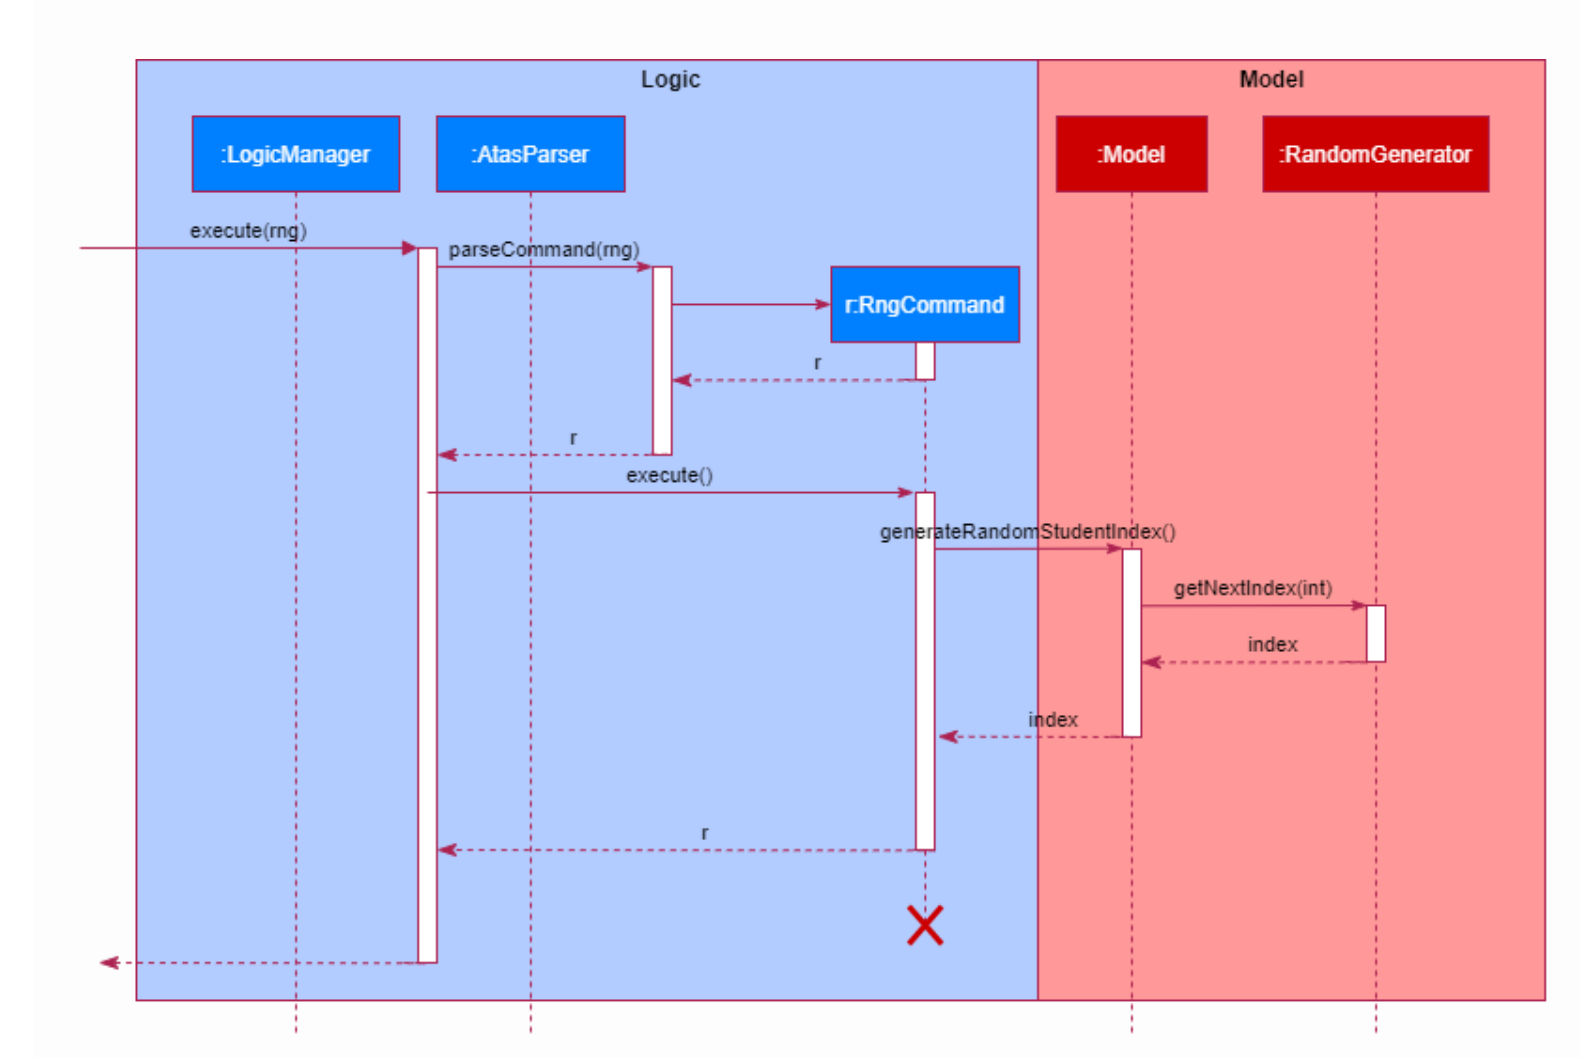 Logic
Model
:LogicManager
:AtasParser
:Model
:RandomGenerator
execute(rng)
parseCommand(rng)
r:RngCommand
r
r
execute()
generateRandomStudentIndex()
getNextIndex(int)
index
index
r